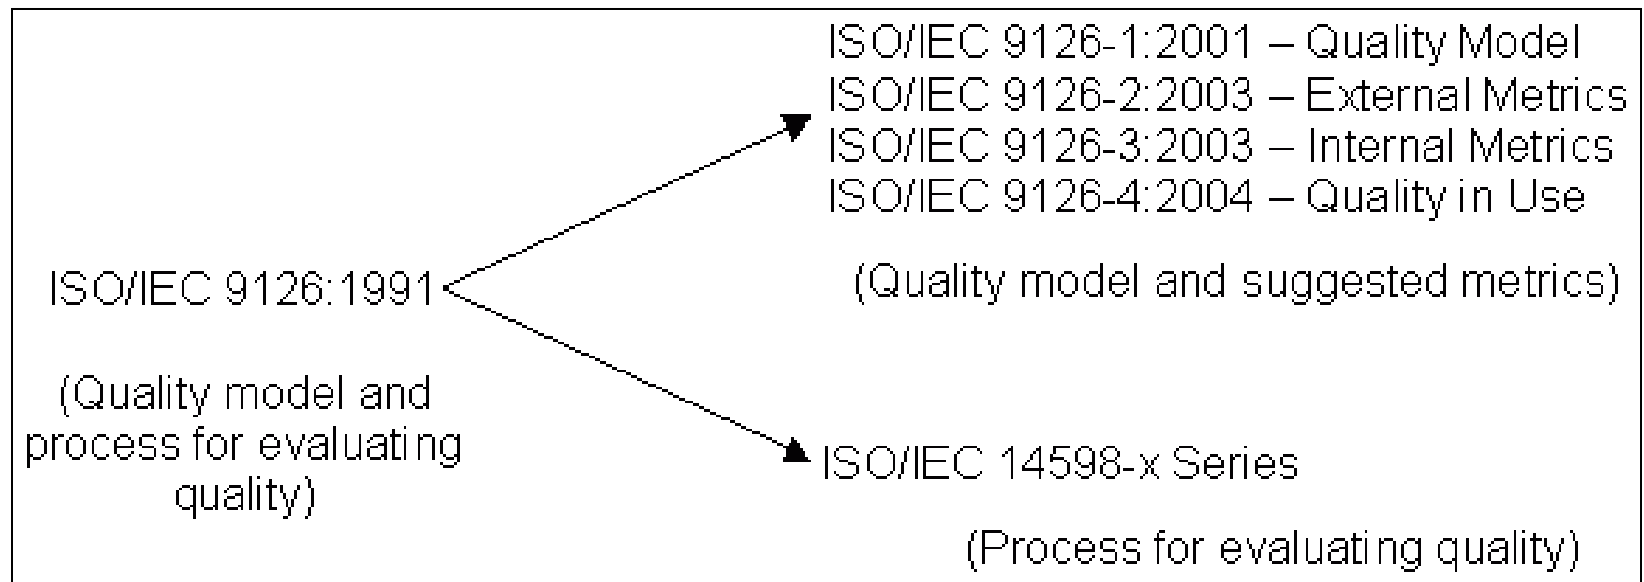 ISO/IEC 9126:1991
(Quality model and
process for evaluating
quality)
ISO/IEC 9126-1:2001 – Quality Model
ISO/IEC 9126-2:2003 – External Metrics
ISO/IEC 9126-3:2003 – Internal Metrics
ISO/IEC 9126-4:2004 – Quality in Use
(Quality model and suggested metrics)
ISO/IEC 14598-x Series
(Process for evaluating quality)